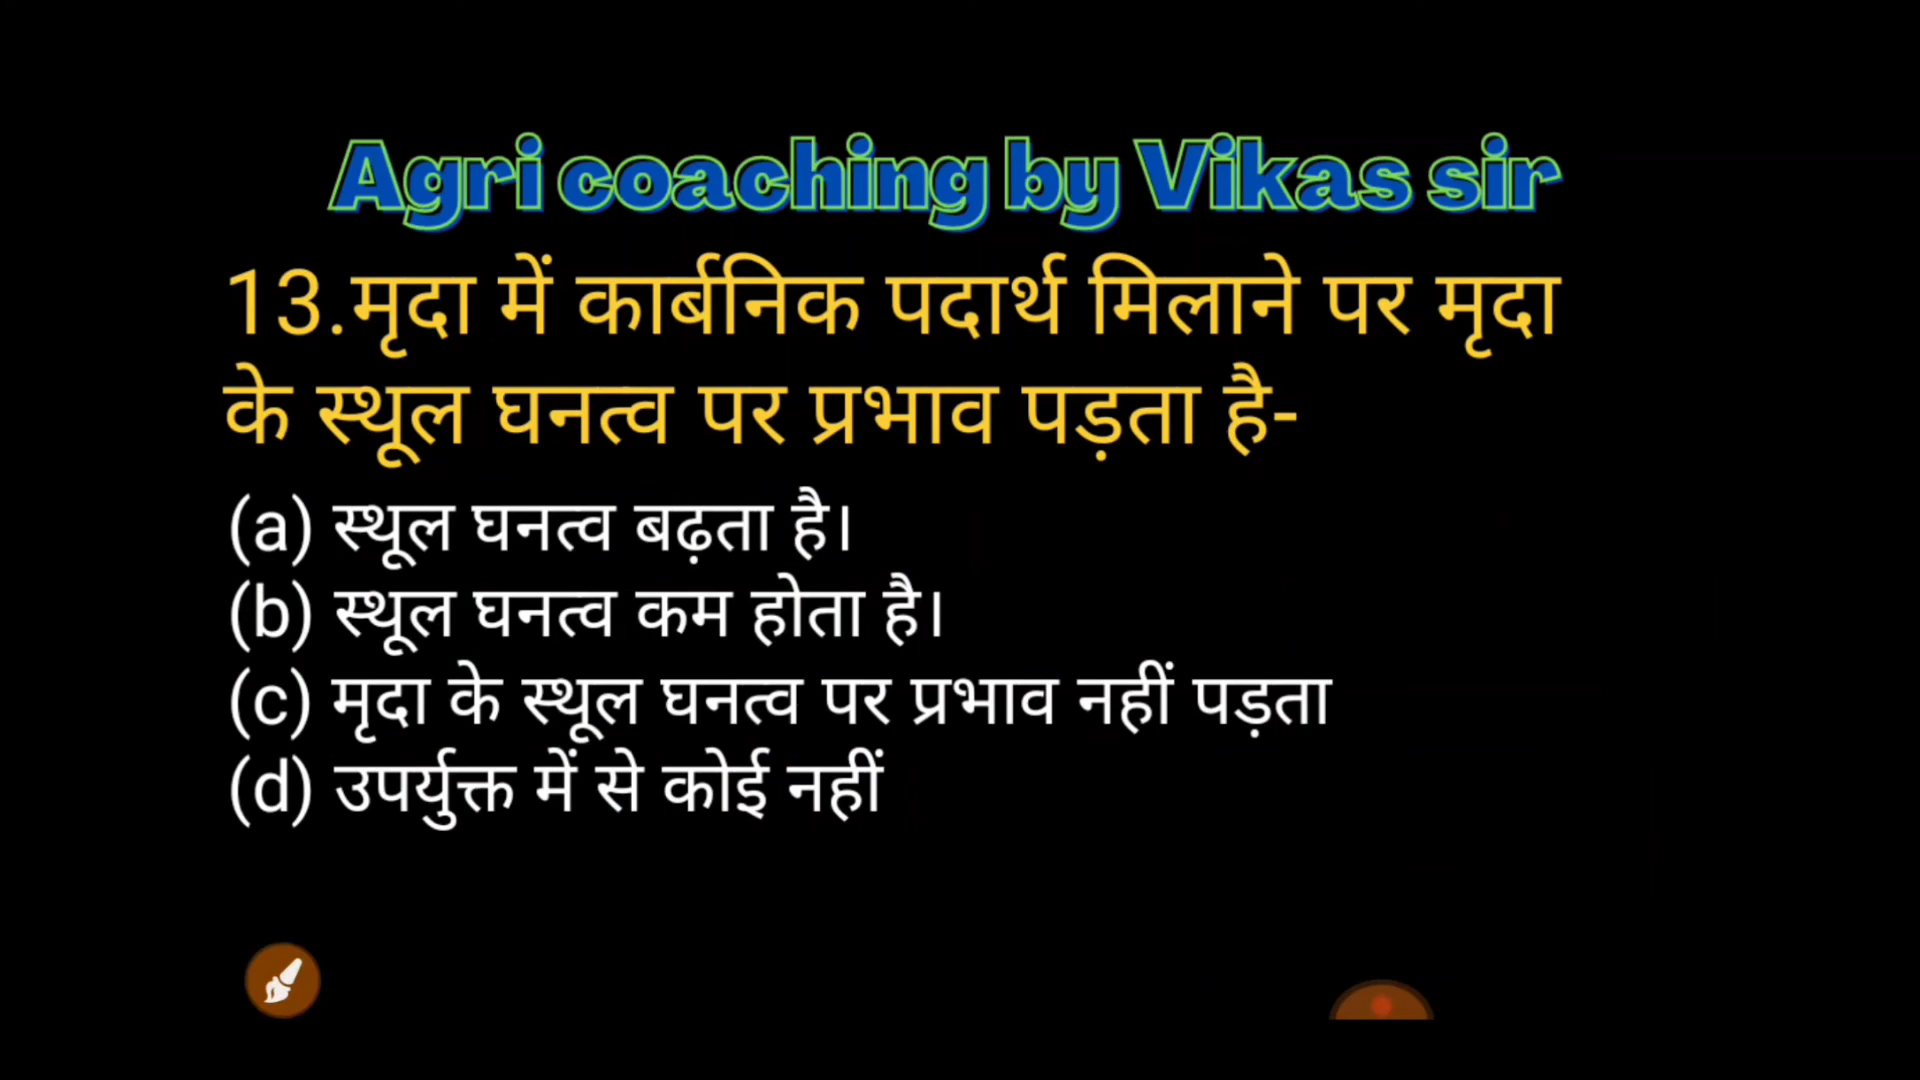 Agri coaching by Vikas sir
13.मृदा में कार्बनिक पदार्थ मिलाने पर मृदा
के स्थूल घनत्व पर प्रभाव पड़ता है-
(a) स्थूल घनत्व बढ़ता है।
(b) स्थूल घनत्व कम होता है।
(c) मृदा के स्थूल घनत्व पर प्रभाव नहीं पड़ता
(d) उपर्युक्त में से कोई नहीं